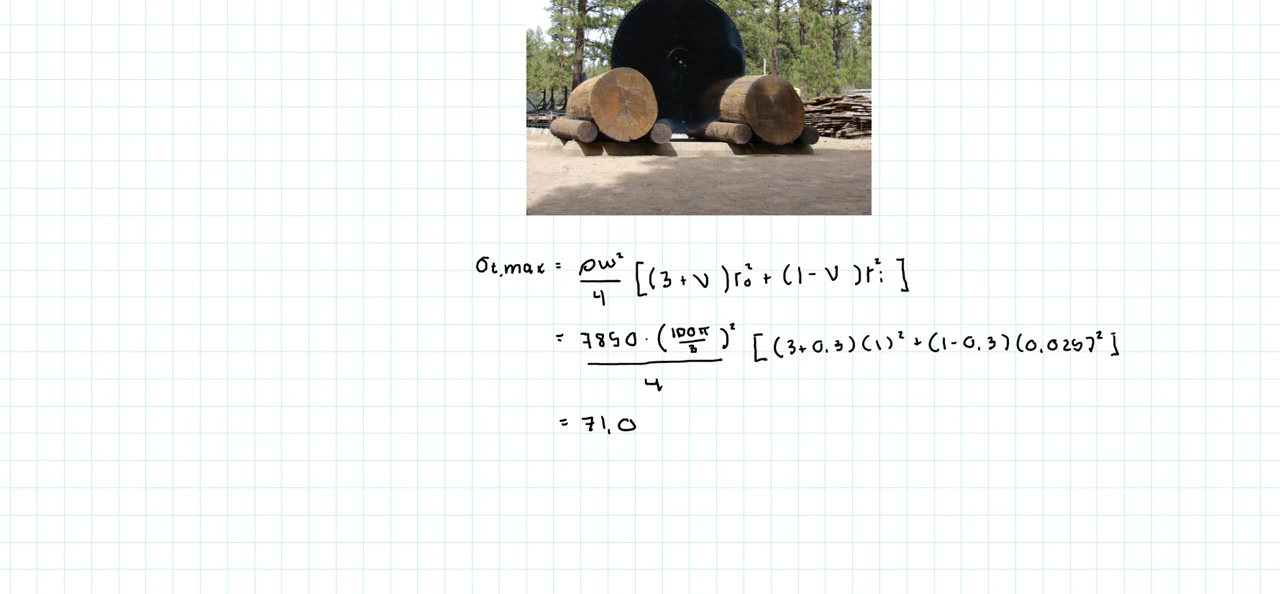 σt,max = ρω²/4 [(3+ν)ro² + (1-ν)ri²]
= 7850·(100π/3)²/4 [(3+0.3)(1)² + (1-0.3)(0.025)²]
= 71.0